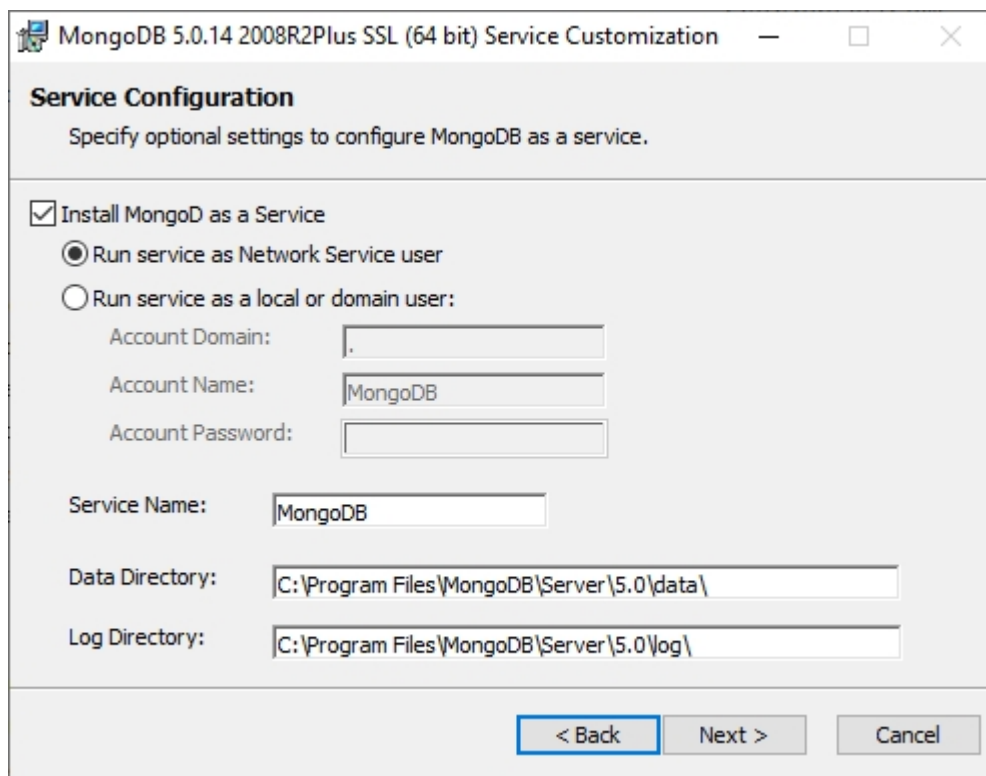 MongoDB 5.0.14 2008R2Plus SSL (64 bit) Service Customization
Service Configuration
Specify optional settings to configure MongoDB as a service.
Install MongoD as a Service
Run service as Network Service user
Run service as a local or domain user:
Account Domain: .
Account Name: MongoDB
Account Password:
Service Name: MongoDB
Data Directory: C:\Program Files\MongoDB\Server\5.0\data\
Log Directory: C:\Program Files\MongoDB\Server\5.0\log\
< Back Next > Cancel